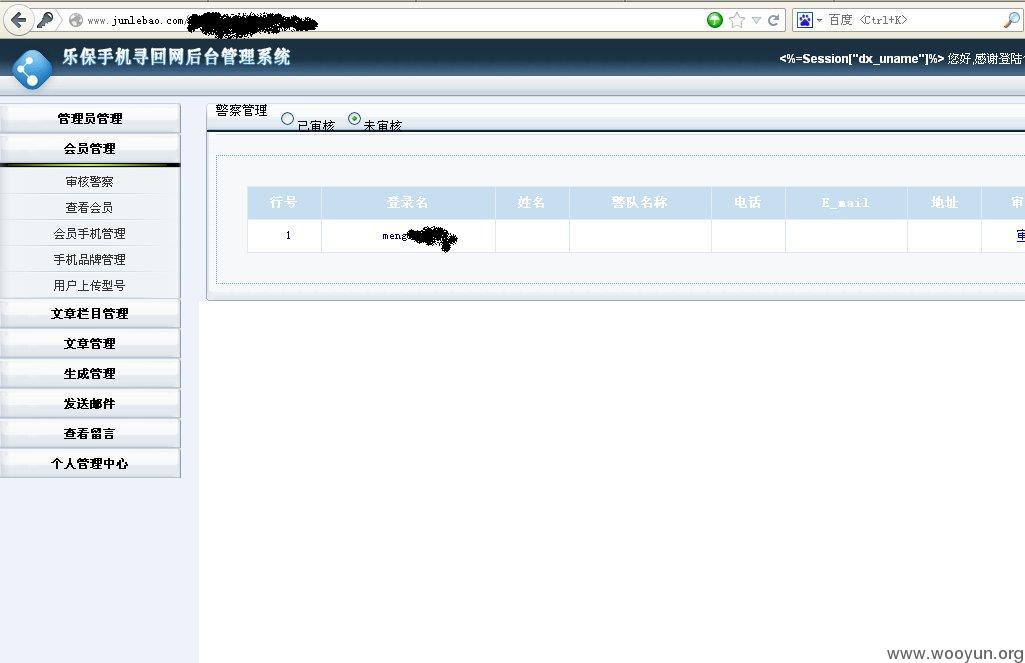 www.junlebao.com/
百度 <Ctrl+K>
乐保手机寻回网后台管理系统
<%=Session["dx_uname"]%> 您好,感谢登陆
管理员管理
会员管理
审核警察
查看会员
会员手机管理
手机品牌管理
用户上传型号
文章栏目管理
文章管理
生成管理
发送邮件
查看留言
个人管理中心
警察管理
已审核 未审核
行号 登录名 姓名 警队名称 电话 E_mail 地址 审
1 meng
审
www.wooyun.org